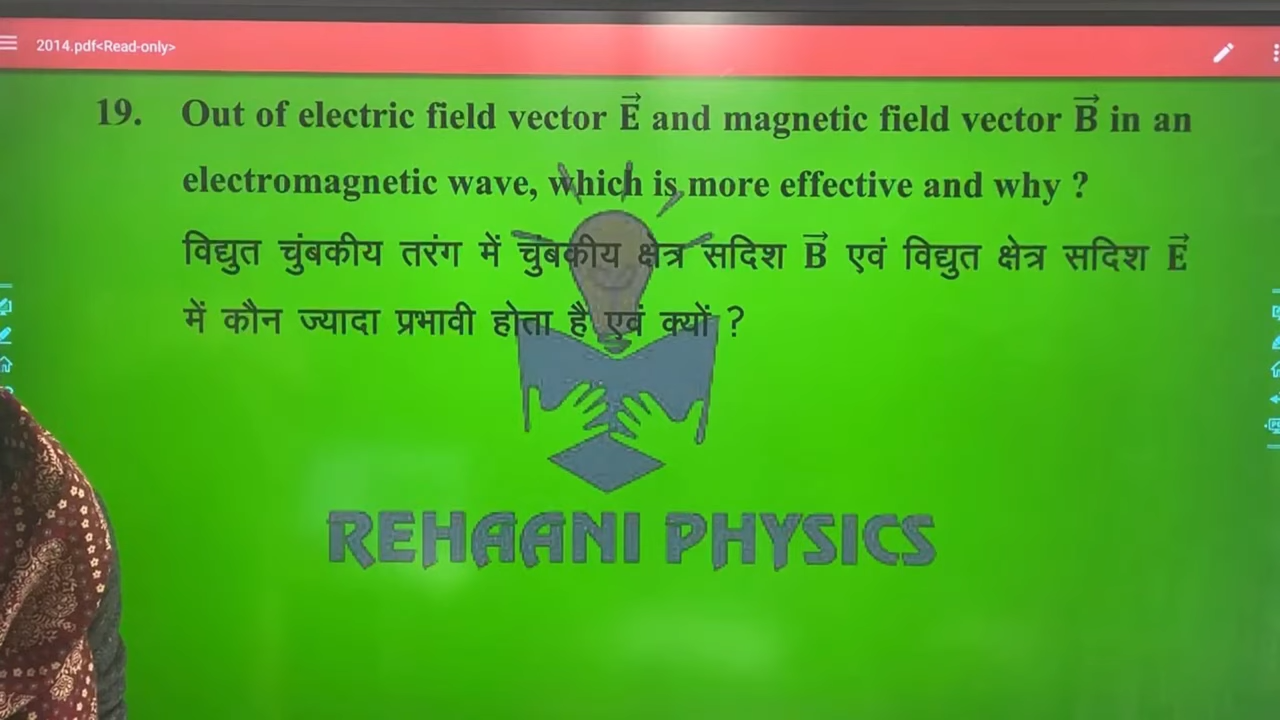 2014.pdf<Read-only>
19. Out of electric field vector E⃗ and magnetic field vector B⃗ in an
electromagnetic wave, which is more effective and why ?
विद्युत चुंबकीय तरंग में चुंबकीय क्षेत्र सदिश B⃗ एवं विद्युत क्षेत्र सदिश E⃗
में कौन ज्यादा प्रभावी होता है एवं क्यों ?
REHAANI PHYSICS